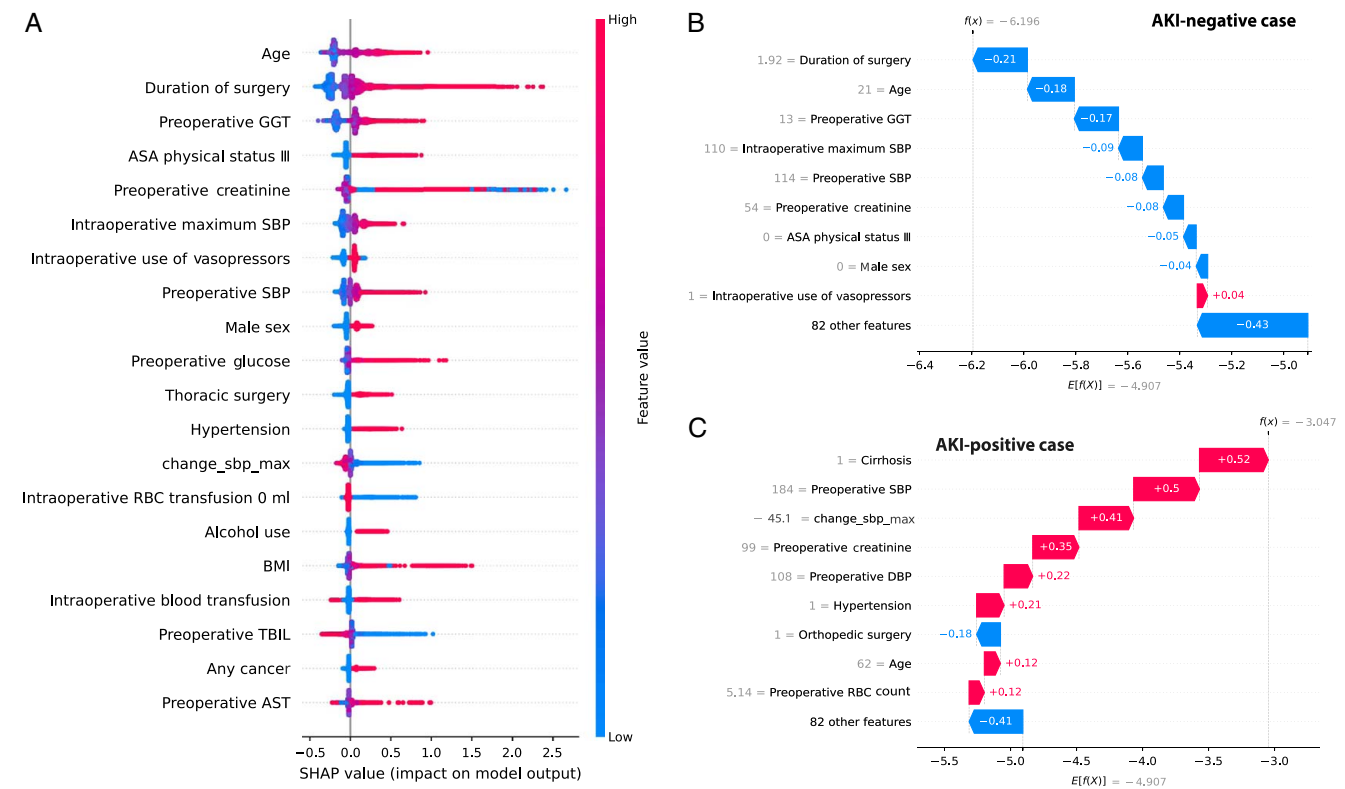 A
High
Age
Duration of surgery
Preoperative GGT
ASA physical status Ⅲ
Preoperative creatinine
Intraoperative maximum SBP
Intraoperative use of vasopressors
Preoperative SBP
Male sex
Preoperative glucose
Thoracic surgery
Hypertension
change_sbp_max
Intraoperative RBC transfusion 0 ml
Alcohol use
BMI
Intraoperative blood transfusion
Preoperative TBIL
Any cancer
Preoperative AST
Low
Feature value
−0.5 0.0 0.5 1.0 1.5 2.0 2.5
SHAP value (impact on model output)
B
f(x) = −6.196
AKI-negative case
1.92 = Duration of surgery −0.21
21 = Age −0.18
13 = Preoperative GGT −0.17
110 = Intraoperative maximum SBP −0.09
114 = Preoperative SBP −0.08
54 = Preoperative creatinine −0.08
0 = ASA physical status Ⅲ −0.05
0 = Male sex −0.04
1 = Intraoperative use of vasopressors +0.04
82 other features −0.43
−6.4 −6.2 −6.0 −5.8 −5.6 −5.4 −5.2 −5.0
E[f(X)] = −4.907
C
f(x) = −3.047
AKI-positive case
1 = Cirrhosis +0.52
184 = Preoperative SBP +0.5
− 45.1 = change_sbp_max +0.41
99 = Preoperative creatinine +0.35
108 = Preoperative DBP +0.22
1 = Hypertension +0.21
1 = Orthopedic surgery −0.18
62 = Age +0.12
5.14 = Preoperative RBC count +0.12
82 other features −0.41
−5.5 −5.0 −4.5 −4.0 −3.5 −3.0
E[f(X)] = −4.907